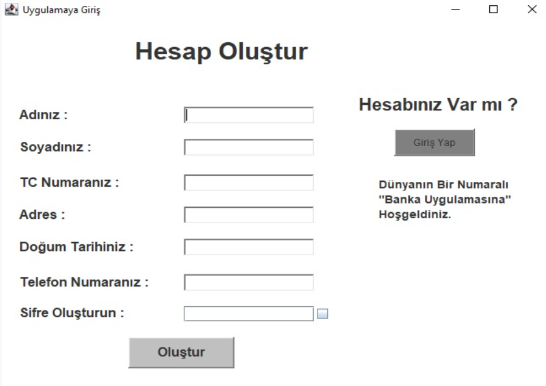 Uygulamaya Giriş
Hesap Oluştur
Adınız :
Soyadınız :
TC Numaranız :
Adres :
Doğum Tarihiniz :
Telefon Numaranız :
Sifre Oluşturun :
Oluştur
Hesabınız Var mı ?
Giriş Yap
Dünyanın Bir Numaralı
"Banka Uygulamasına"
Hoşgeldiniz.